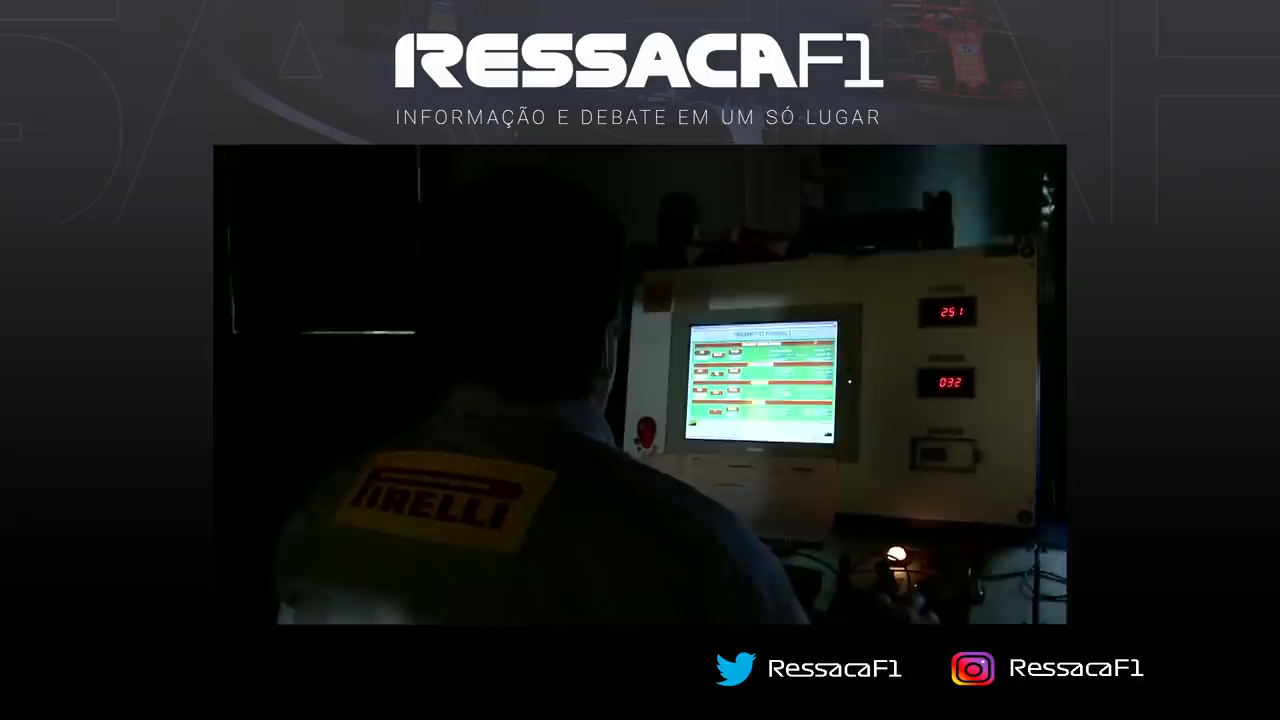 RESSACAF1
INFORMAÇÃO E DEBATE EM UM SÓ LUGAR
251
032
PIRELLI
RessacaF1
RessacaF1